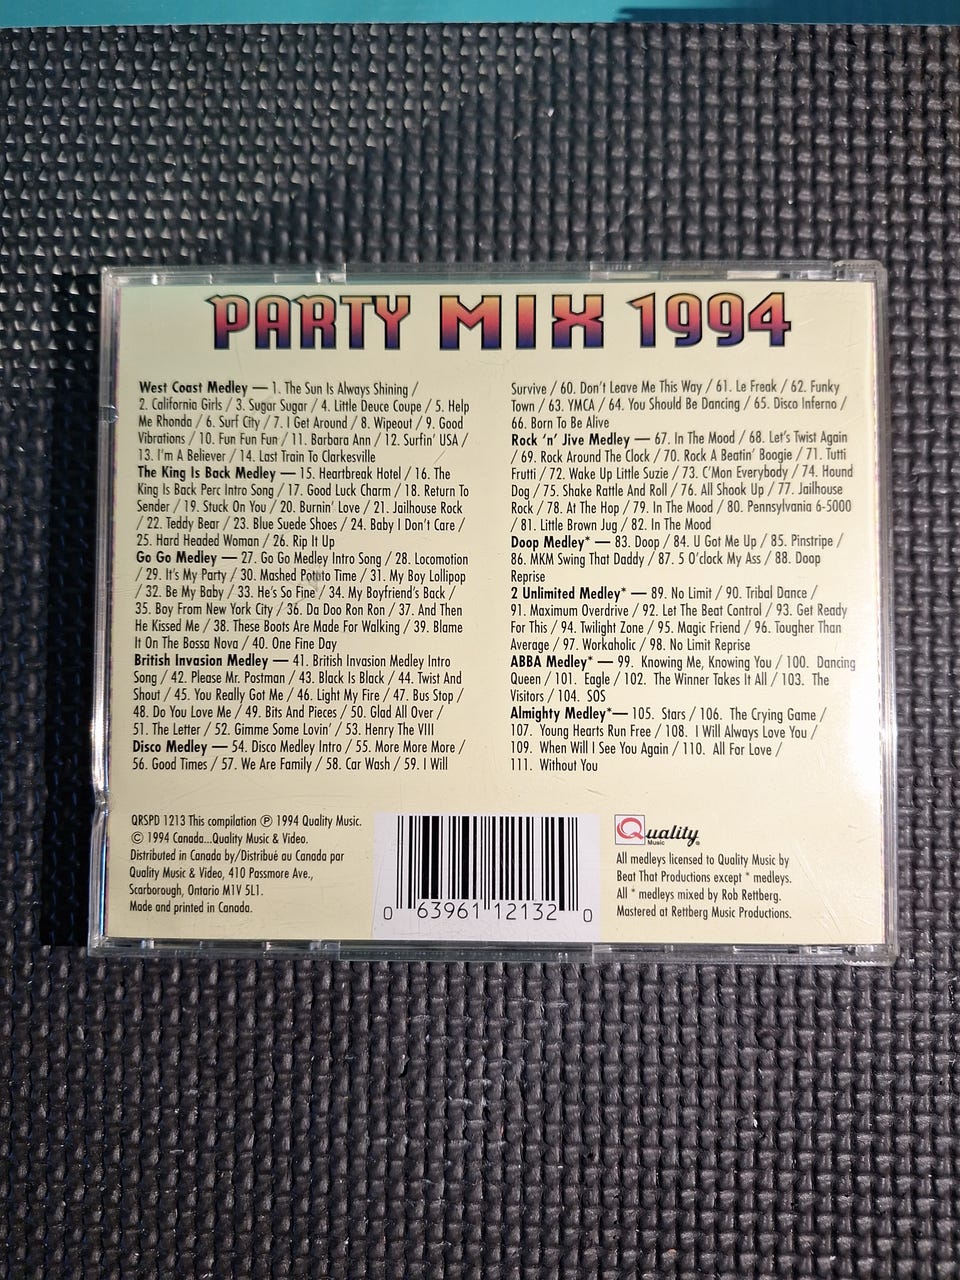 PARTY MIX 1994
West Coast Medley — 1. The Sun Is Always Shining /
2. California Girls / 3. Sugar Sugar / 4. Little Deuce Coupe / 5. Help
Me Rhonda / 6. Surf City / 7. I Get Around / 8. Wipeout / 9. Good
Vibrations / 10. Fun Fun Fun / 11. Barbara Ann / 12. Surfin' USA /
13. I'm A Believer / 14. Last Train To Clarkesville
The King Is Back Medley — 15. Heartbreak Hotel / 16. The
King Is Back Perc Intro Song / 17. Good Luck Charm / 18. Return To
Sender / 19. Stuck On You / 20. Burnin' Love / 21. Jailhouse Rock
/ 22. Teddy Bear / 23. Blue Suede Shoes / 24. Baby I Don't Care /
25. Hard Headed Woman / 26. Rip It Up
Go Go Medley — 27. Go Go Medley Intro Song / 28. Locomotion
/ 29. It's My Party / 30. Mashed Potato Time / 31. My Boy Lollipop
/ 32. Be My Baby / 33. He's So Fine / 34. My Boyfriend's Back /
35. Boy From New York City / 36. Da Doo Ron Ron / 37. And Then
He Kissed Me / 38. These Boots Are Made For Walking / 39. Blame
It On The Bossa Nova / 40. One Fine Day
British Invasion Medley — 41. British Invasion Medley Intro
Song / 42. Please Mr. Postman / 43. Black Is Black / 44. Twist And
Shout / 45. You Really Got Me / 46. Light My Fire / 47. Bus Stop /
48. Do You Love Me / 49. Bits And Pieces / 50. Glad All Over /
51. The Letter / 52. Gimme Some Lovin' / 53. Henry The VIII
Disco Medley — 54. Disco Medley Intro / 55. More More More /
56. Good Times / 57. We Are Family / 58. Car Wash / 59. I Will
Survive / 60. Don't Leave Me This Way / 61. Le Freak / 62. Funky
Town / 63. YMCA / 64. You Should Be Dancing / 65. Disco Inferno /
66. Born To Be Alive
Rock 'n' Jive Medley — 67. In The Mood / 68. Let's Twist Again
/ 69. Rock Around The Clock / 70. Rock A Beatin' Boogie / 71. Tutti
Frutti / 72. Wake Up Little Suzie / 73. C'Mon Everybody / 74. Hound
Dog / 75. Shake Rattle And Roll / 76. All Shook Up / 77. Jailhouse
Rock / 78. At The Hop / 79. In The Mood / 80. Pennsylvania 6-5000
/ 81. Little Brown Jug / 82. In The Mood
Doop Medley* — 83. Doop / 84. U Got Me Up / 85. Pinstripe /
86. MKM Swing That Daddy / 87. 5 O'clock My Ass / 88. Doop
Reprise
2 Unlimited Medley* — 89. No Limit / 90. Tribal Dance /
91. Maximum Overdrive / 92. Let The Beat Control / 93. Get Ready
For This / 94. Twilight Zone / 95. Magic Friend / 96. Tougher Than
Average / 97. Workaholic / 98. No Limit Reprise
ABBA Medley* — 99. Knowing Me, Knowing You / 100. Dancing
Queen / 101. Eagle / 102. The Winner Takes It All / 103. The
Visitors / 104. SOS
Almighty Medley* — 105. Stars / 106. The Crying Game /
107. Young Hearts Run Free / 108. I Will Always Love You /
109. When Will I See You Again / 110. All For Love /
111. Without You
QRSPD 1213 This compilation ℗ 1994 Quality Music.
© 1994 Canada...Quality Music & Video.
Distributed in Canada by/Distribué au Canada par
Quality Music & Video, 410 Passmore Ave.,
Scarborough, Ontario M1V 5L1.
Made and printed in Canada.
0 63961 12132 0
Quality
Music
All medleys licensed to Quality Music by
Beat That Productions except * medleys.
All * medleys mixed by Rob Rettberg.
Mastered at Rettberg Music Productions.